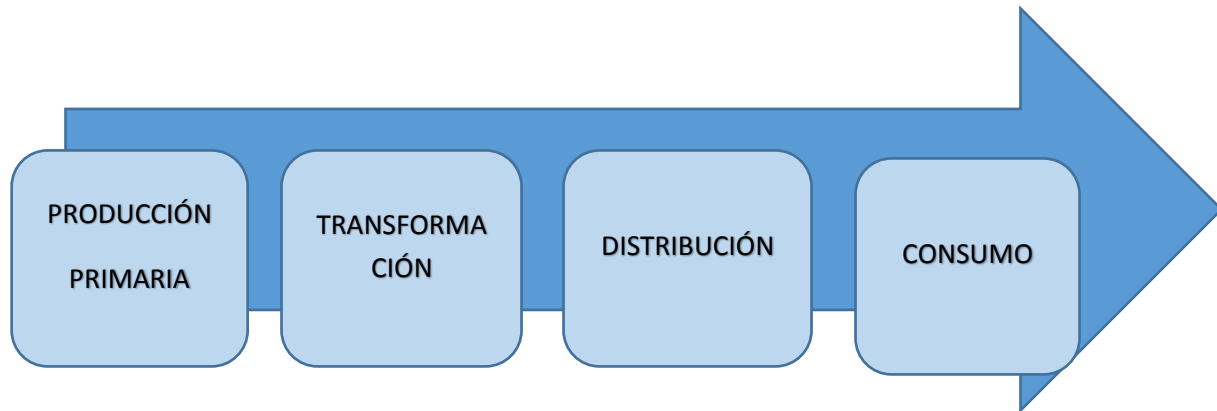 PRODUCCIÓN
PRIMARIA
TRANSFORMA
CIÓN
DISTRIBUCIÓN
CONSUMO